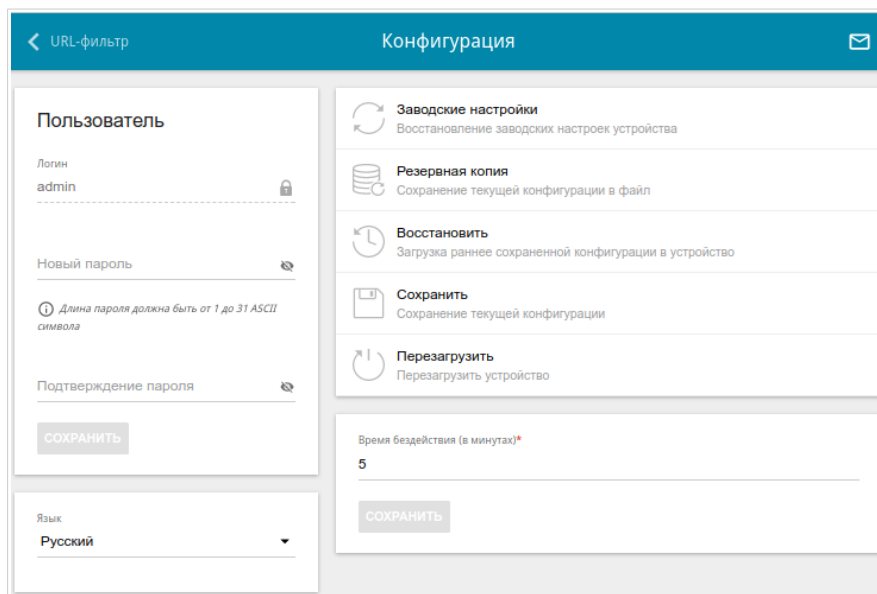 URL-фильтр
Конфигурация
Пользователь
Логин
admin
Новый пароль
Длина пароля должна быть от 1 до 31 ASCII
символа
Подтверждение пароля
СОХРАНИТЬ
Язык
Русский
Заводские настройки
Восстановление заводских настроек устройства
Резервная копия
Сохранение текущей конфигурации в файл
Восстановить
Загрузка раннее сохраненной конфигурации в устройство
Сохранить
Сохранение текущей конфигурации
Перезагрузить
Перезагрузить устройство
Время бездействия (в минутах)*
5
СОХРАНИТЬ